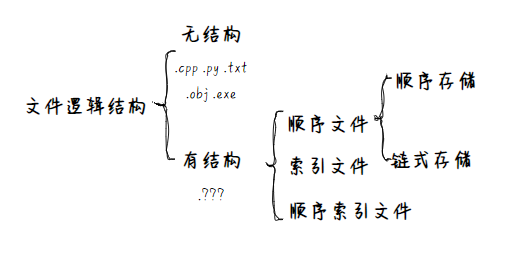 无结构
.cpp .py .txt
.obj .exe
文件逻辑结构
有结构
.???
顺序文件
索引文件
顺序索引文件
顺序存储
链式存储